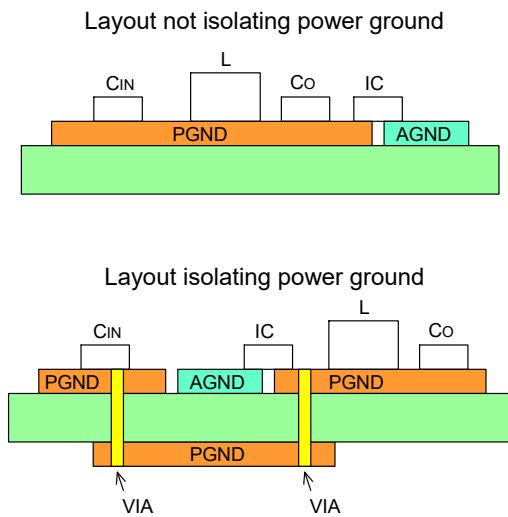 Layout not isolating power ground
L
CIN
CO
IC
PGND
AGND
Layout isolating power ground
L
CIN
IC
CO
PGND
AGND
PGND
PGND
VIA
VIA